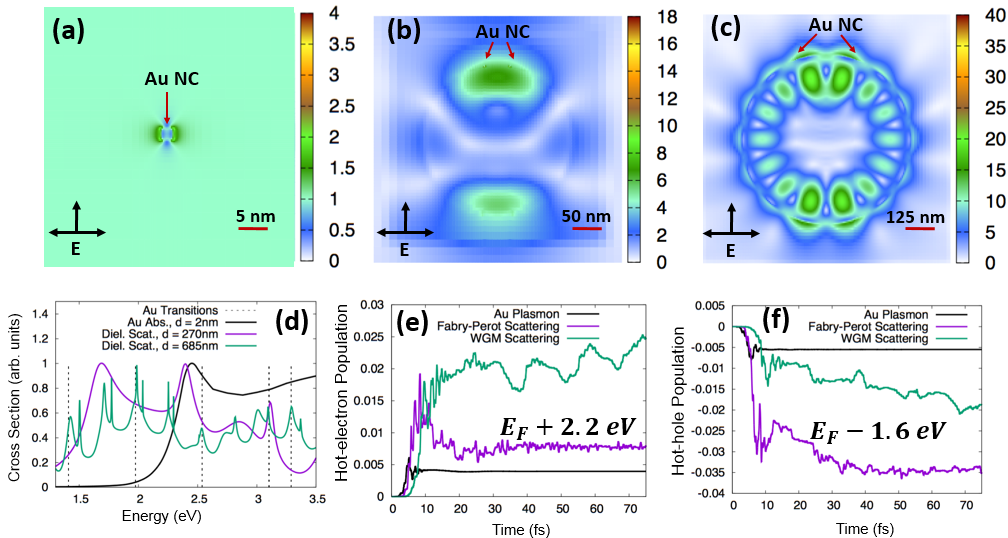 (a)
Au NC
E
5 nm
4
3.5
3
2.5
2
1.5
1
0.5
0
(b)
Au NC
E
50 nm
18
16
14
12
10
8
6
4
2
0
(c)
Au NC
E
125 nm
40
35
30
25
20
15
10
5
0
(d)
Au Transitions
Au Abs., d = 2nm
Diel. Scat., d = 270nm
Diel. Scat., d = 685nm
Cross Section (arb. units)
1.4
1.2
1
0.8
0.6
0.4
0.2
0
1.5 2 2.5 3 3.5
Energy (eV)
(e)
Au Plasmon
Fabry-Perot Scattering
WGM Scattering
Hot-electron Population
0.03
0.025
0.02
0.015
0.01
0.005
0
E_F + 2.2 eV
0 10 20 30 40 50 60 70
Time (fs)
(f)
Au Plasmon
Fabry-Perot Scattering
WGM Scattering
Hot-hole Population
0.005
0
-0.005
-0.01
-0.015
-0.02
-0.025
-0.03
-0.035
-0.04
E_F − 1.6 eV
0 10 20 30 40 50 60 70
Time (fs)